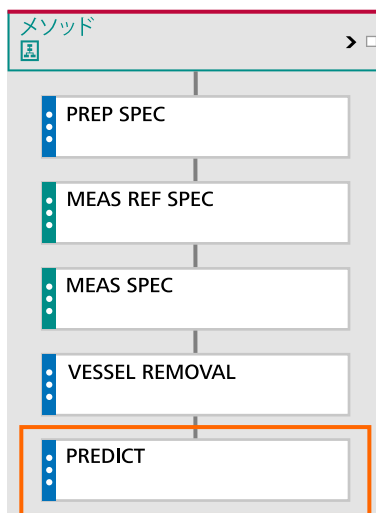 メソッド
PREP SPEC
MEAS REF SPEC
MEAS SPEC
VESSEL REMOVAL
PREDICT